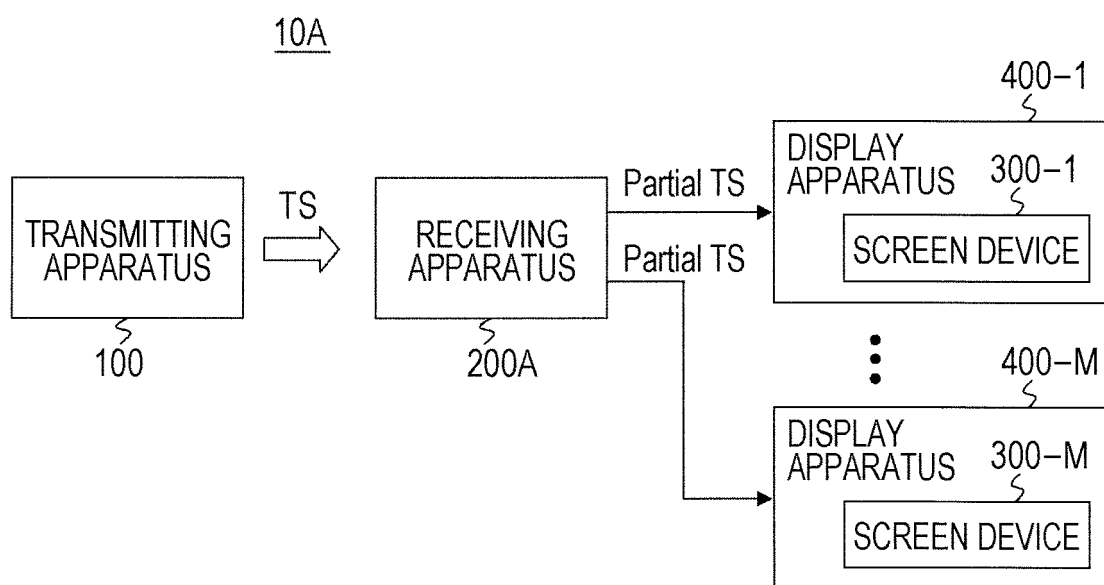 10A
400-1
DISPLAY
APPARATUS
300-1
SCREEN DEVICE
Partial TS
TS
TRANSMITTING
APPARATUS
RECEIVING
APPARATUS
Partial TS
100
200A
400-M
DISPLAY
APPARATUS
300-M
SCREEN DEVICE